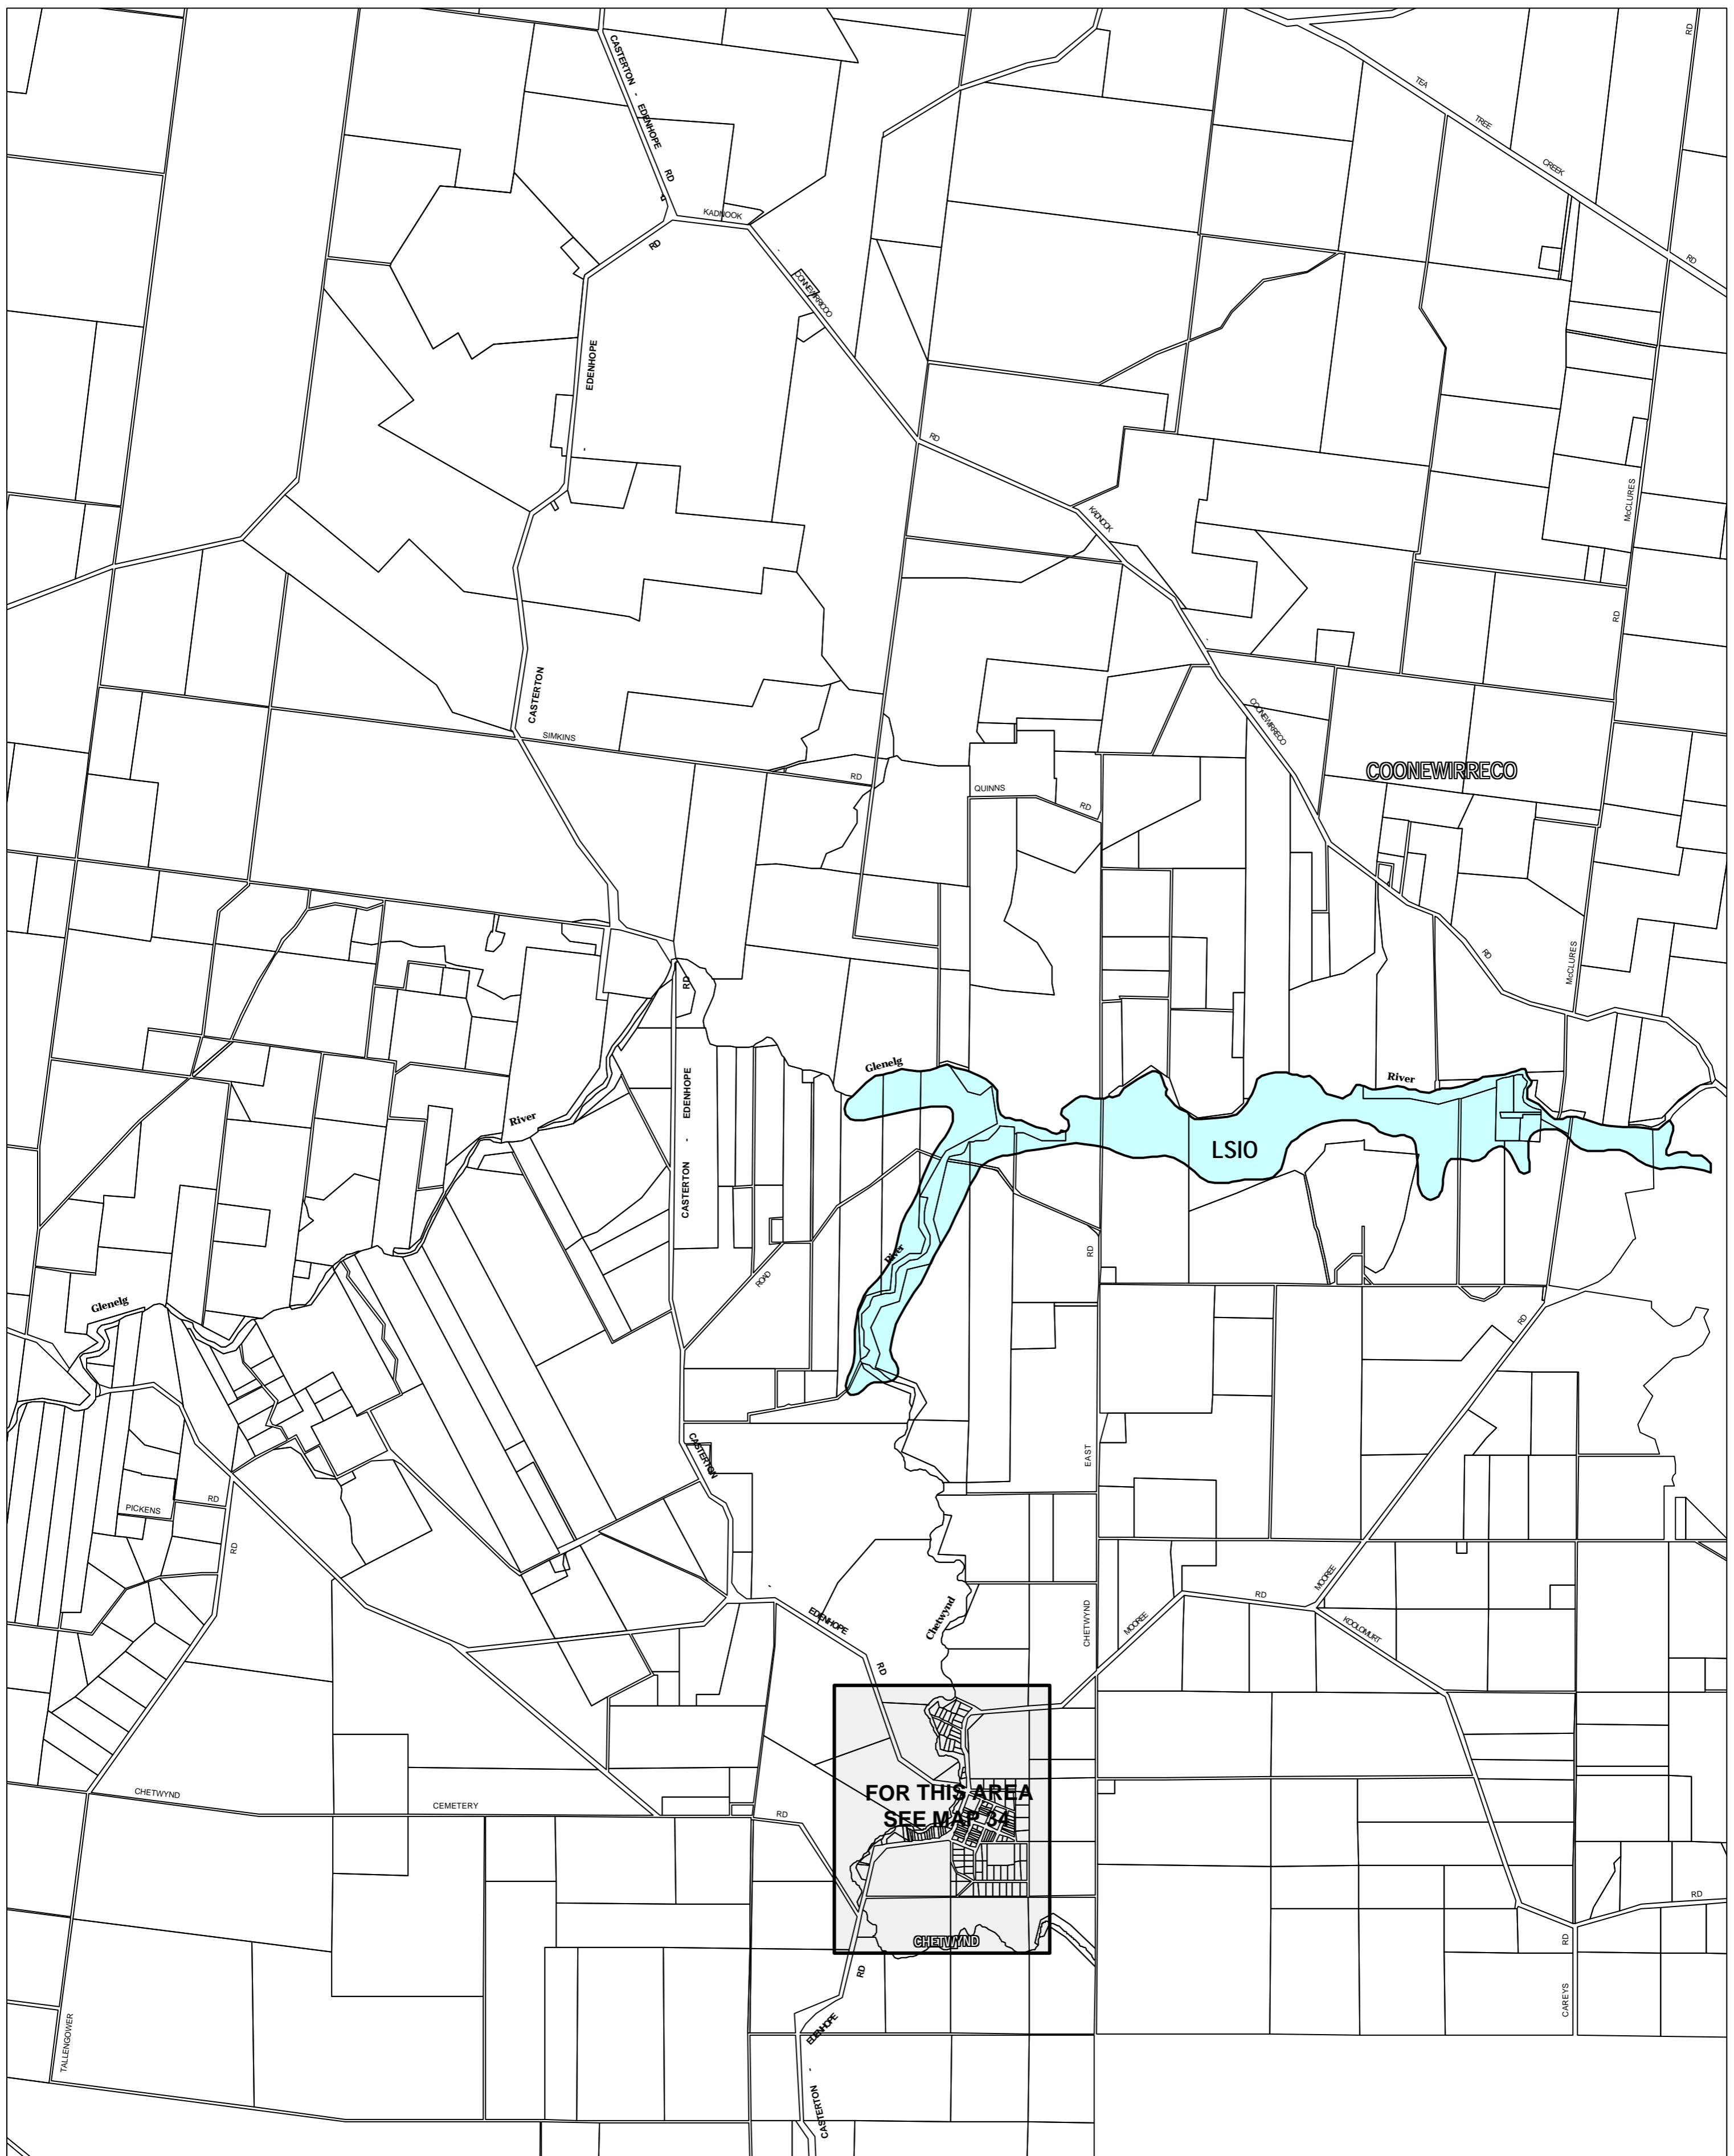 CASTERTON - EDENHOPE RD
RD
TEA TREE CREEK RD
RD
KADNOOK
CONNEWIRRICOO
RD
EDENHOPE
-
CASTERTON
KADNOOK
-
COONEWIRRECO
RD
McCLURES
RD
SIMKINS
RD
QUINNS
RD
COONEWIRRECO
McCLURES
RD
Glenelg
River
River
EDENHOPE
-
CASTERTON
LSIO
River
RD
ROAD
Glenelg
RD
EAST
CASTERTON
PICKENS
RD
RD
-
EDENHOPE
RD
Chetwynd
CHETWYND
MOOREE
RD
MOOREE
KOOLOMURT
CHETWYND
CEMETERY
RD
FOR THIS AREA
SEE MAP 34
CHETWYND
RD
RD
CAREYS
RD
EDENHOPE
-
CASTERTON
TALLENGOWER